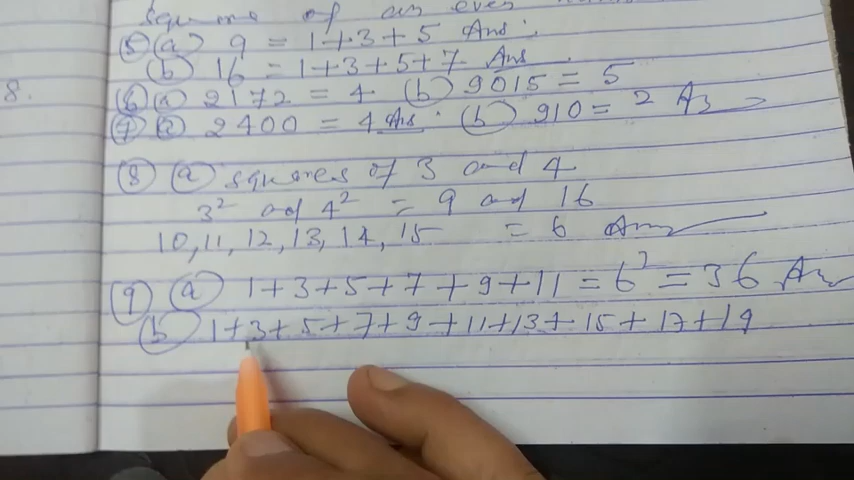 square of an even
(5) (a) 9 = 1+3+5 Ans.
(b) 16 = 1+3+5+7 Ans
8.
(6) (a) 2172 = 4 (b) 9015 = 5
(7) (a) 2400 = 4 Ans. (b) 910 = 2 Ans
(8) (a) squares of 3 and 4
3² and 4² = 9 and 16
10, 11, 12, 13, 14, 15 = 6 Ans
(9) (a) 1+3+5+7+9+11 = 6² = 36 Ans
(b) 1+3+5+7+9+11+13+15+17+19